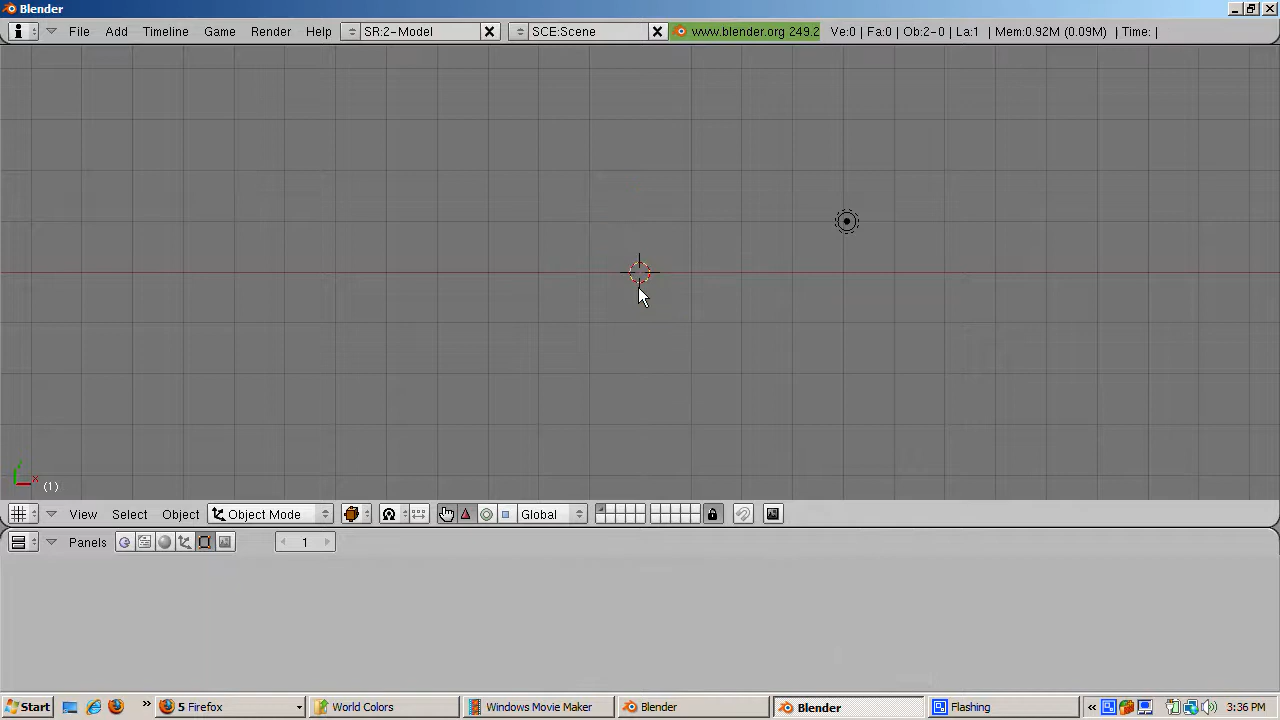 Blender
File Add Timeline Game Render Help SR:2-Model SCE:Scene www.blender.org 249.2 Ve:0 | Fa:0 | Ob:2-0 | La:1 | Mem:0.92M (0.09M) | Time: |
x
(1)
View Select Object Object Mode Global
Panels 1
Start 5 Firefox World Colors Windows Movie Maker Blender Blender Flashing 3:36 PM